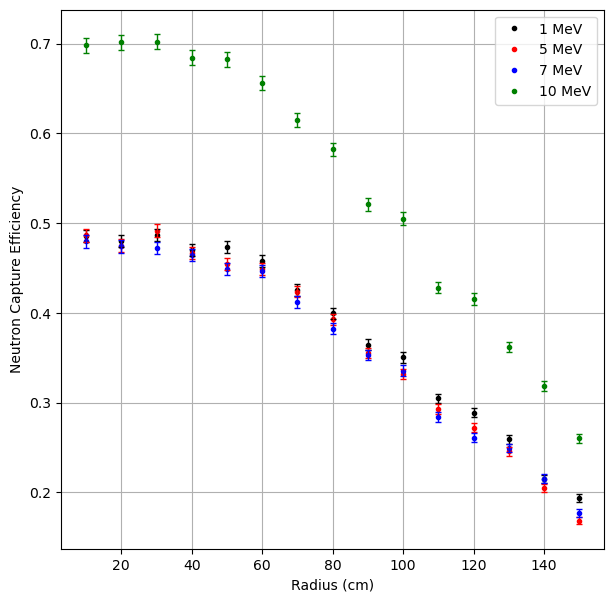 1 MeV
5 MeV
7 MeV
10 MeV
0.7
0.6
0.5
0.4
0.3
0.2
Neutron Capture Efficiency
20 40 60 80 100 120 140
Radius (cm)